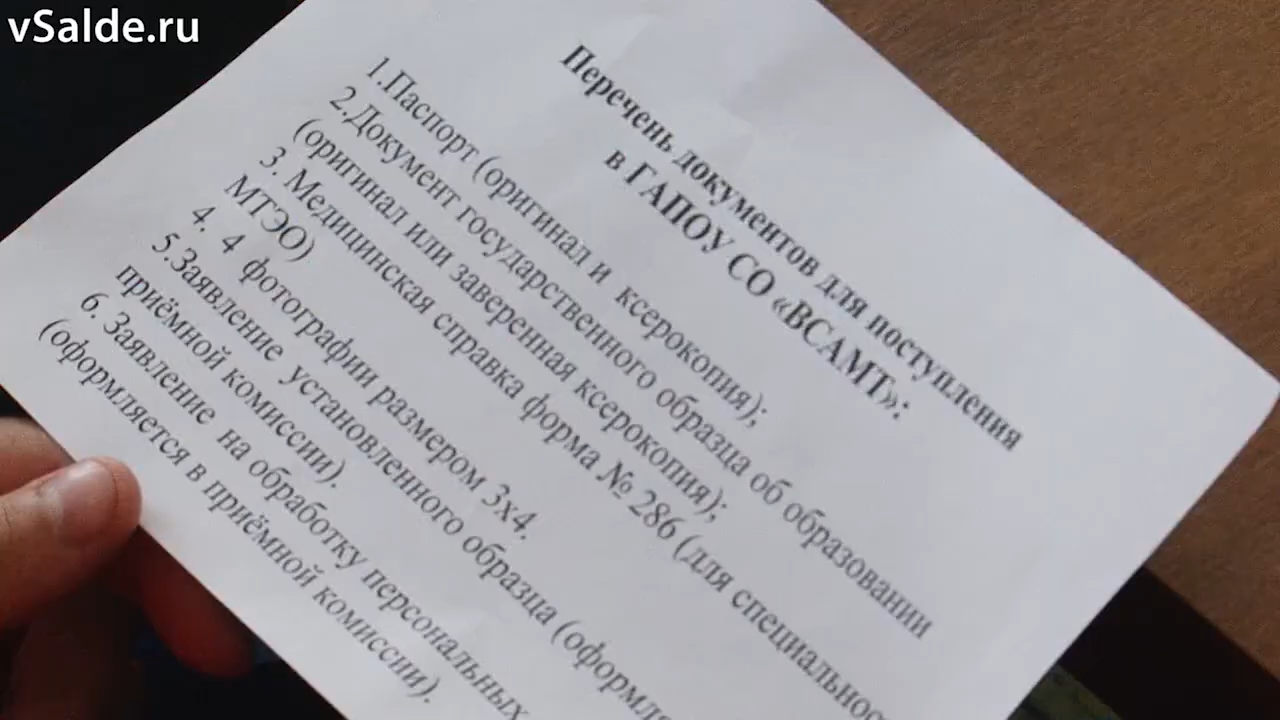 vSalde.ru
Перечень документов для поступления
в ГАПОУ СО «ВСАМТ»:
1.Паспорт (оригинал и ксерокопия);
2.Документ государственного образца об образовании
(оригинал или заверенная ксерокопия);
3. Медицинская справка форма № 286 (для
МТЭО)
4. 4 фотографии размером 3х4.
5.Заявление установленного образца
приёмной комиссии).
6. Заявление на обработку персональных
(оформляется в приёмной комиссии).